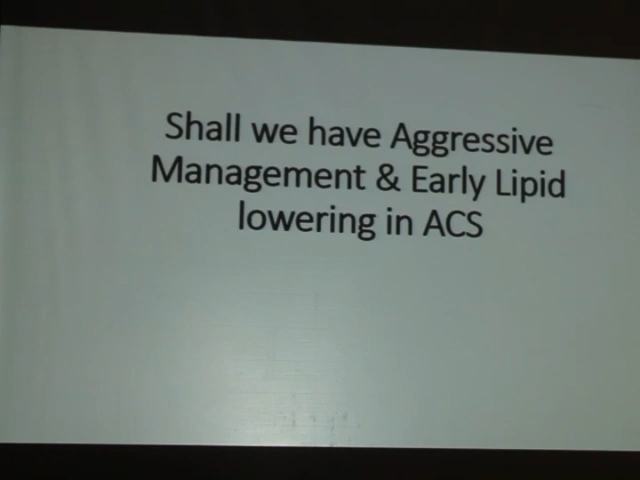 Shall we have Aggressive
Management & Early Lipid
lowering in ACS